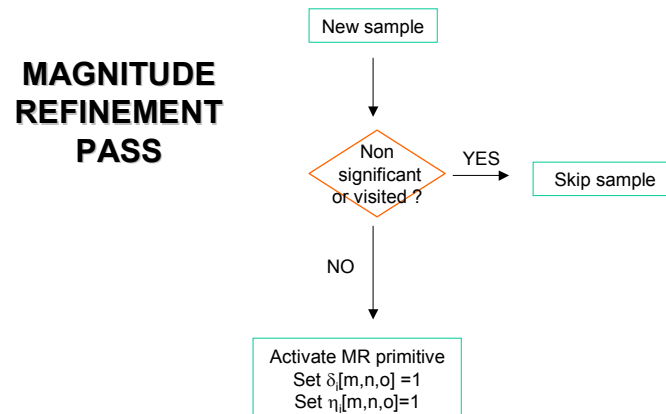 MAGNITUDE
REFINEMENT
PASS
New sample
Non
significant
or visited ?
YES
Skip sample
NO
Activate MR primitive
Set δi[m,n,o] =1
Set ηi[m,n,o]=1